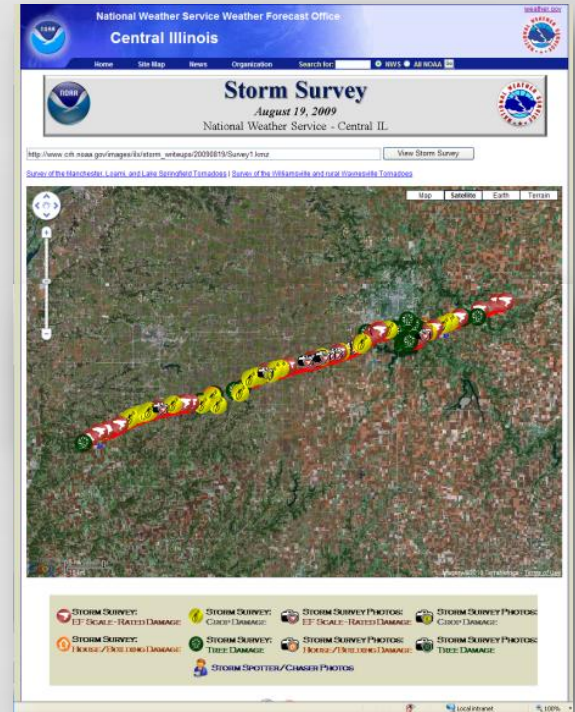 weather.gov
National Weather Service Weather Forecast Office
Central Illinois
Home Site Map News Organization Search for: NWS All NOAA Go
Storm Survey
August 19, 2009
National Weather Service - Central IL
View Storm Survey
Survey of the Manchester, Loami, and Lake Springfield Tornadoes | Survey of the Williamsville and rural Waynesville Tornadoes
Map Satellite Earth Terrain
Storm Survey: EF Scale-Rated Damage
Storm Survey: Crop Damage
Storm Survey Photos: EF Scale-Rated Damage
Storm Survey Photos: Crop Damage
Storm Survey: House/Building Damage
Storm Survey: Tree Damage
Storm Survey Photos: House/Building Damage
Storm Survey Photos: Tree Damage
Storm Spotter/Chaser Photos
Local intranet 100%